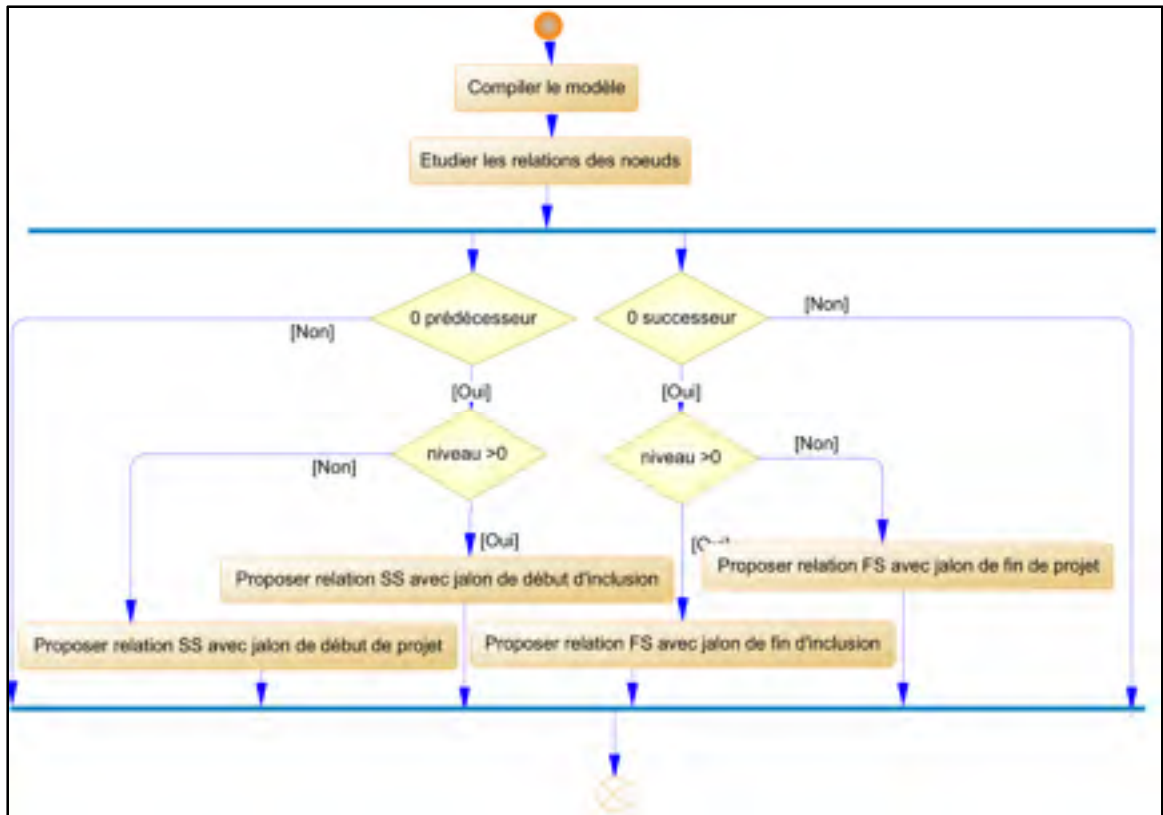 Compiler le modèle
Etudier les relations des noeuds
0 prédécesseur
0 successeur
[Non]
[Non]
[Oui]
[Oui]
niveau >0
niveau >0
[Non]
[Non]
[Oui]
Proposer relation SS avec jalon de début d'inclusion
Proposer relation FS avec jalon de fin de projet
Proposer relation SS avec jalon de début de projet
Proposer relation FS avec jalon de fin d'inclusion